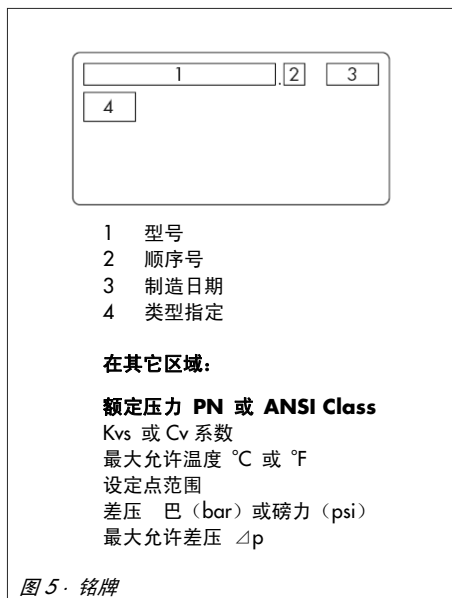 1 . 2 3
4
1 型号
2 顺序号
3 制造日期
4 类型指定
在其它区域：
额定压力 PN 或 ANSI Class
Kvs 或 Cv 系数
最大允许温度 °C 或 °F
设定点范围
差压 巴（bar）或磅力（psi）
最大允许差压 ⊿p
图 5 · 铭牌